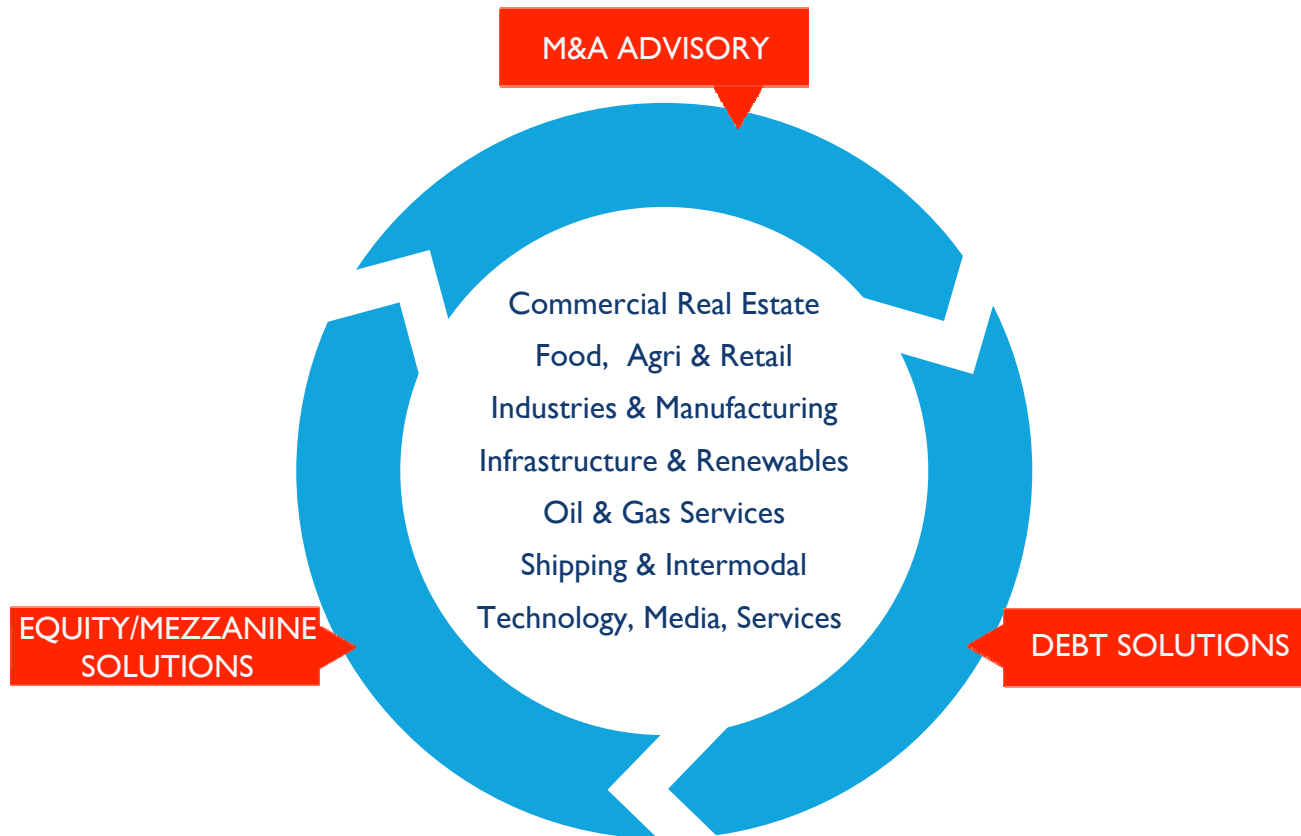 M&A ADVISORY
Commercial Real Estate
Food, Agri & Retail
Industries & Manufacturing
Infrastructure & Renewables
Oil & Gas Services
Shipping & Intermodal
Technology, Media, Services
EQUITY/MEZZANINE
SOLUTIONS
DEBT SOLUTIONS